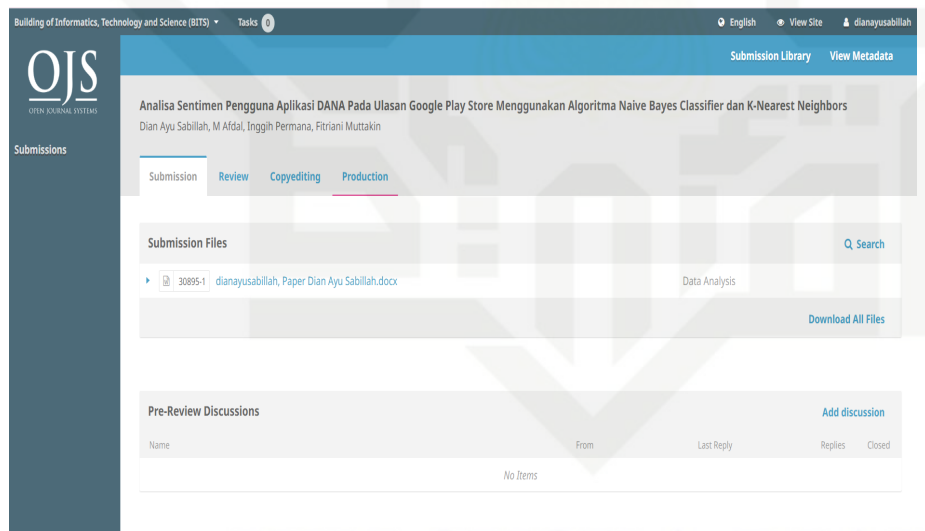 Building of Informatics, Technology and Science (BITS) Tasks 0 English View Site dianayusabillah
OJS
OPEN JOURNAL SYSTEMS
Submission Library View Metadata
Submissions
Analisa Sentimen Pengguna Aplikasi DANA Pada Ulasan Google Play Store Menggunakan Algoritma Naive Bayes Classifier dan K-Nearest Neighbors
Dian Ayu Sabillah, M Afdal, Inggih Permana, Fitriani Muttakin
Submission Review Copyediting Production
Submission Files Search
30895-1 dianayusabillah, Paper Dian Ayu Sabillah.docx Data Analysis
Download All Files
Pre-Review Discussions Add discussion
Name From Last Reply Replies Closed
No Items